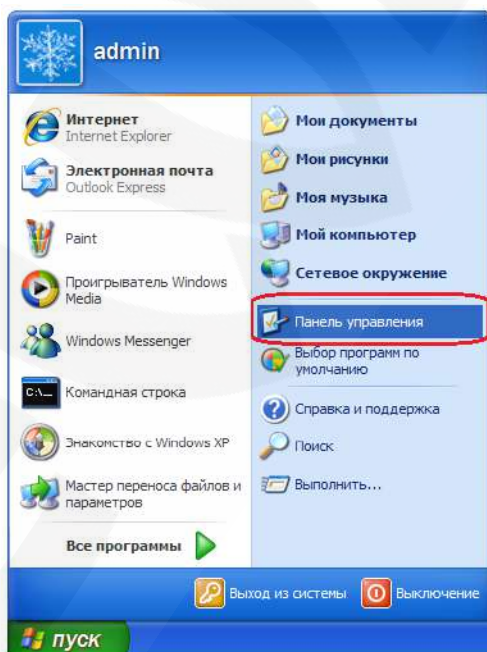 admin
Интернет
Internet Explorer
Электронная почта
Outlook Express
Paint
Проигрыватель Windows
Media
Windows Messenger
C:\_
Командная строка
Знакомство с Windows XP
Мастер переноса файлов и
параметров
Все программы
Мои документы
Мои рисунки
Моя музыка
Мой компьютер
Сетевое окружение
Панель управления
Выбор программ по
умолчанию
Справка и поддержка
Поиск
Выполнить...
Выход из системы
Выключение
пуск